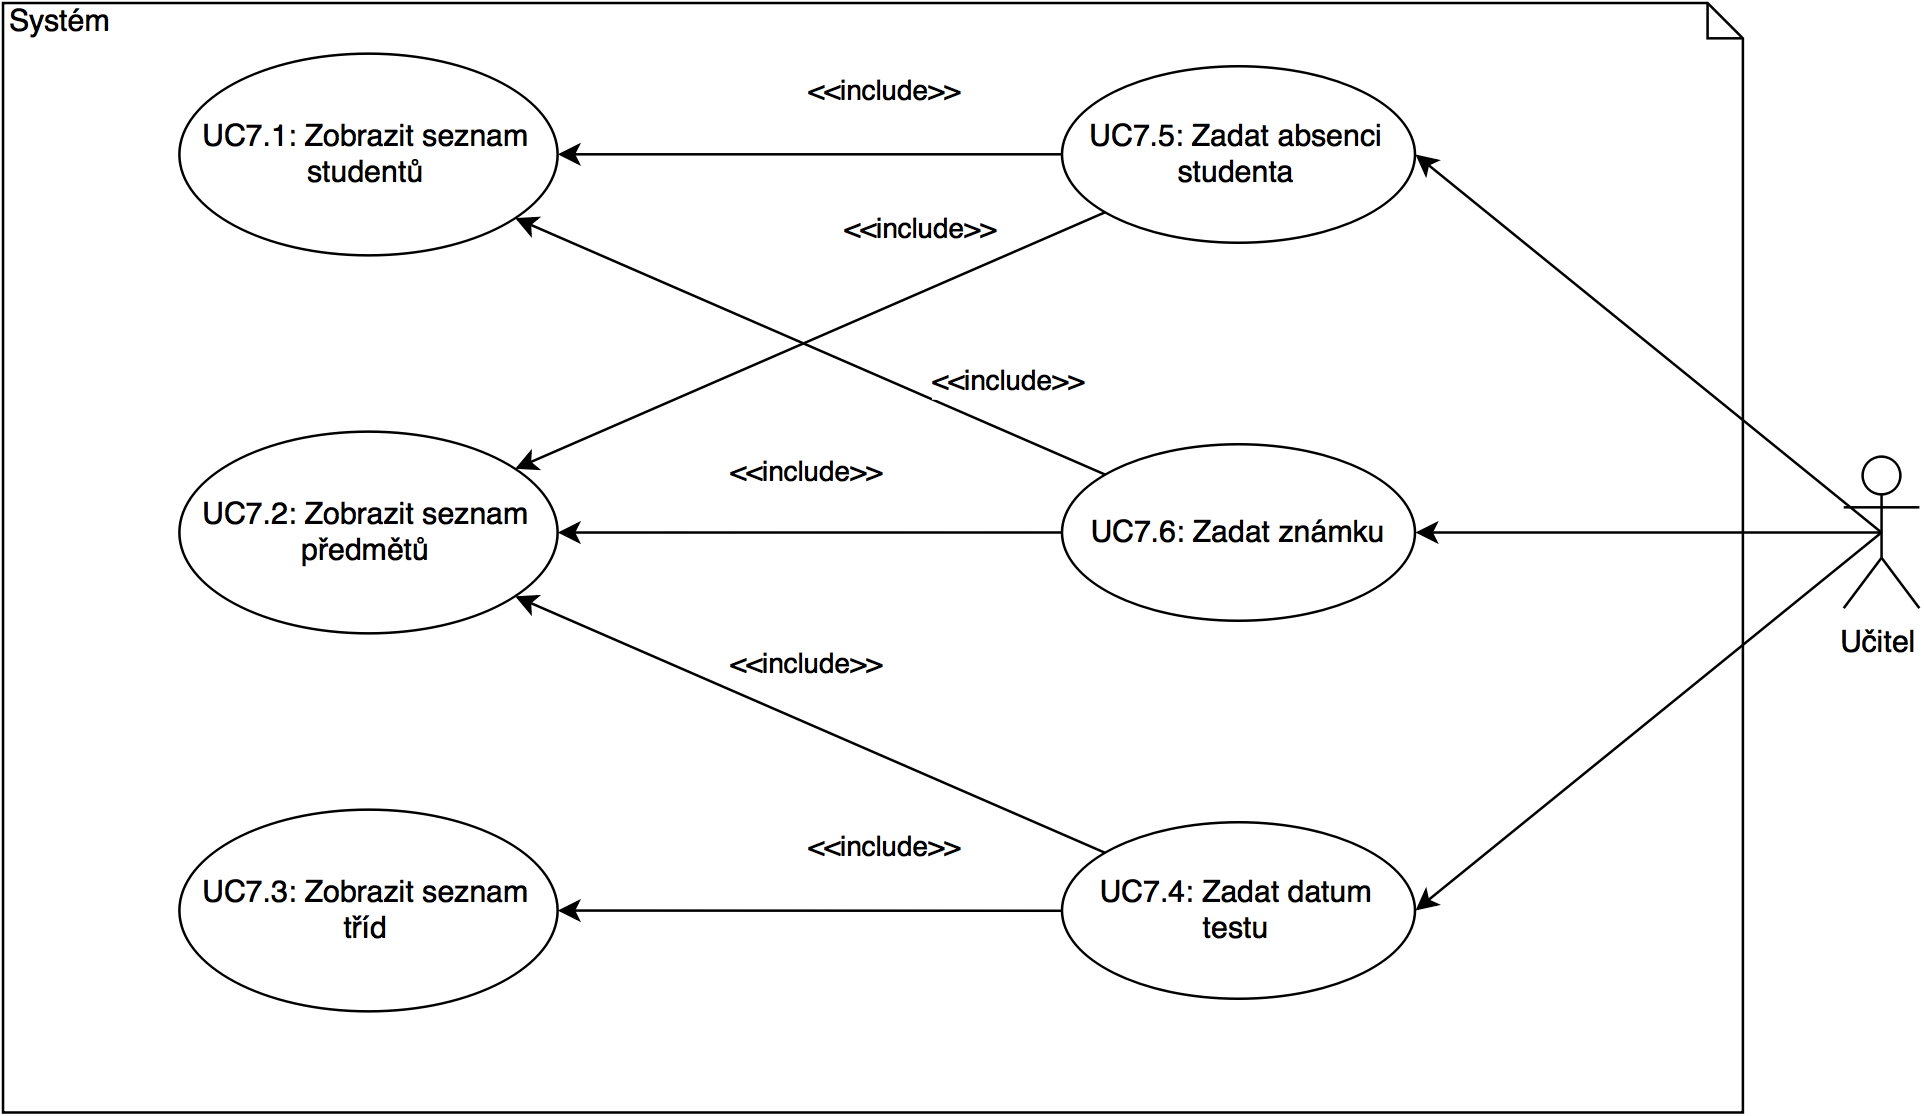 Systém
<<include>>
UC7.1: Zobrazit seznam
studentů
UC7.5: Zadat absenci
studenta
<<include>>
<<include>>
<<include>>
UC7.2: Zobrazit seznam
předmětů
UC7.6: Zadat známku
Učitel
<<include>>
<<include>>
UC7.3: Zobrazit seznam
tříd
UC7.4: Zadat datum
testu